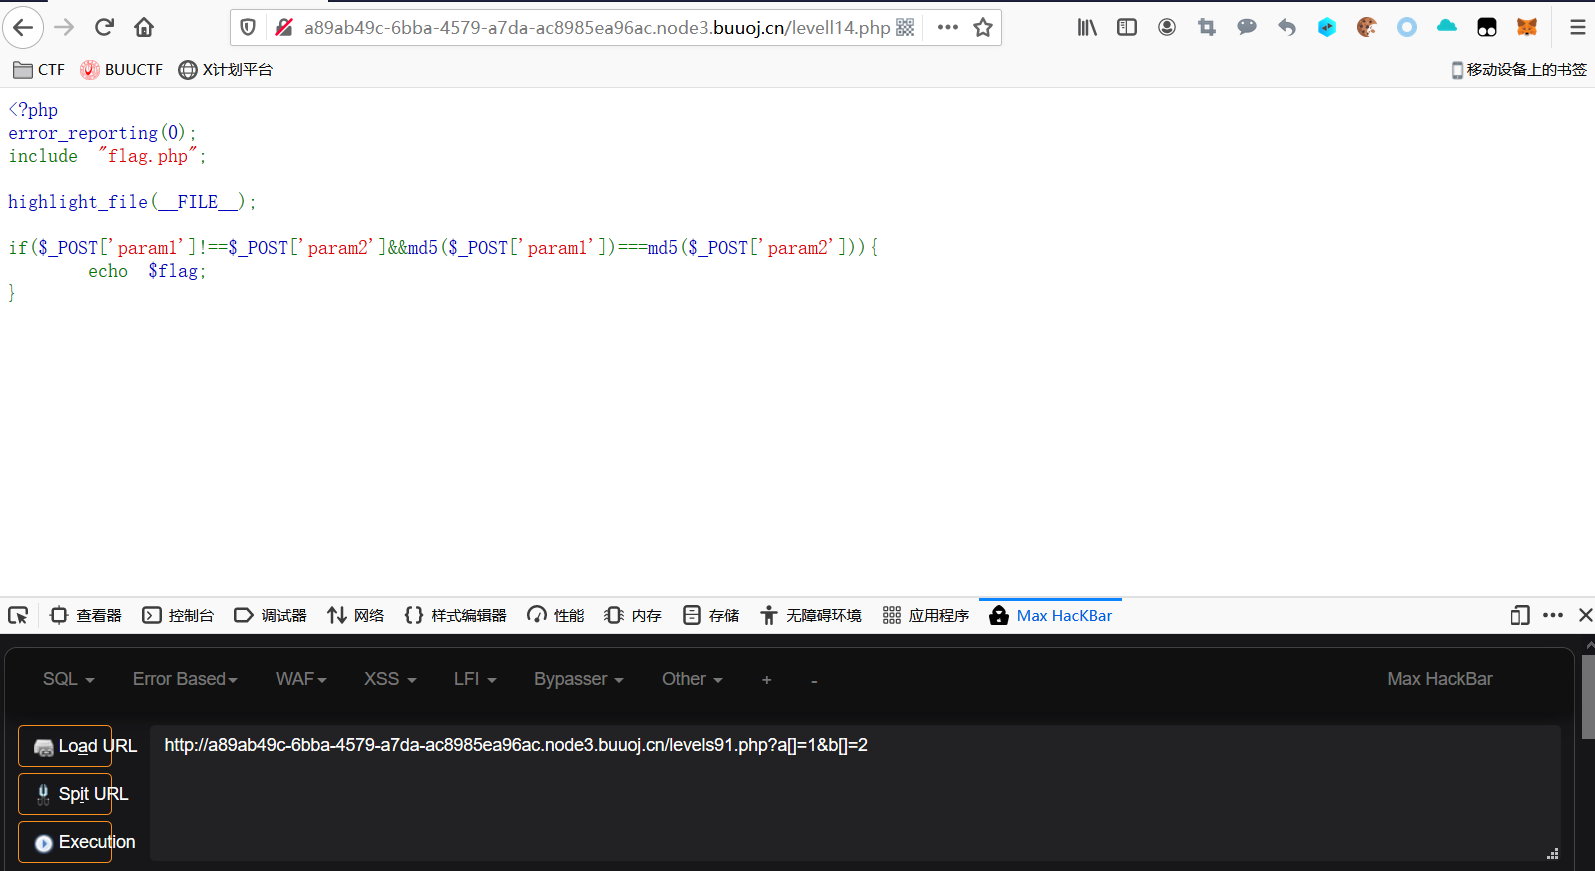 a89ab49c-6bba-4579-a7da-ac8985ea96ac.node3.buuoj.cn/levell14.php
CTF BUUCTF X计划平台 移动设备上的书签
<?php
error_reporting(0);
include "flag.php";
highlight_file(__FILE__);
if($_POST['param1']!==$_POST['param2']&&md5($_POST['param1'])===md5($_POST['param2'])){
echo $flag;
}
查看器 控制台 调试器 网络 样式编辑器 性能 内存 存储 无障碍环境 应用程序 Max HacKBar
SQL Error Based WAF XSS LFI Bypasser Other + - Max HackBar
Load URL http://a89ab49c-6bba-4579-a7da-ac8985ea96ac.node3.buuoj.cn/levels91.php?a[]=1&b[]=2
Spit URL
Execution